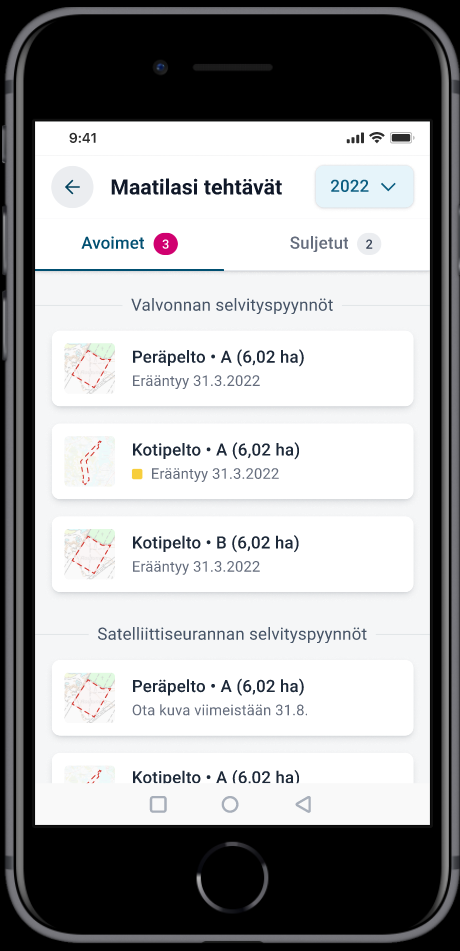 9:41
Maatilasi tehtävät
2022
Avoimet 3
Suljetut 2
Valvonnan selvityspyynnöt
Peräpelto • A (6,02 ha)
Erääntyy 31.3.2022
Kotipelto • A (6,02 ha)
Erääntyy 31.3.2022
Kotipelto • B (6,02 ha)
Erääntyy 31.3.2022
Satelliittiseurannan selvityspyynnöt
Peräpelto • A (6,02 ha)
Ota kuva viimeistään 31.8.
Kotipelto • A (6,02 ha)